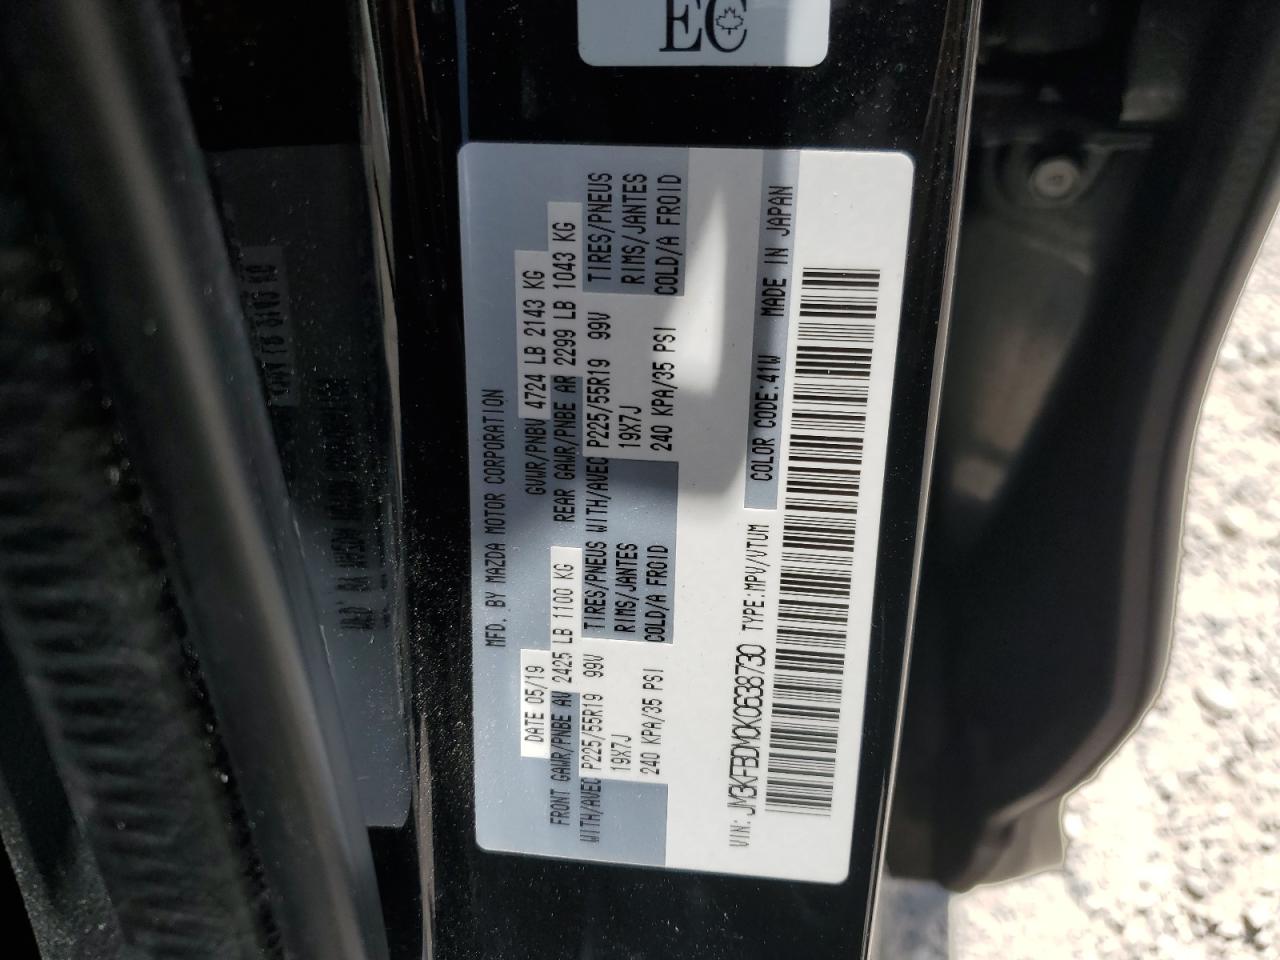 EC
MFD. BY MAZDA MOTOR CORPORATION
DATE 05/19 GVWR/PNBV 4724 LB 2143 KG
FRONT GAWR/PNBE AV 2425 LB 1100 KG REAR GAWR/PNBE AR 2299 LB 1043 KG
WITH/AVEC P225/55R19 99V TIRES/PNEUS WITH/AVEC P225/55R19 99V TIRES/PNEUS
19X7J RIMS/JANTES 19X7J RIMS/JANTES
240 KPA/35 PSI COLD/A FROID 240 KPA/35 PSI COLD/A FROID
VIN: JM3KFBDM0K0638730 TYPE:MPV/VTUM COLOR CODE:41W MADE IN JAPAN